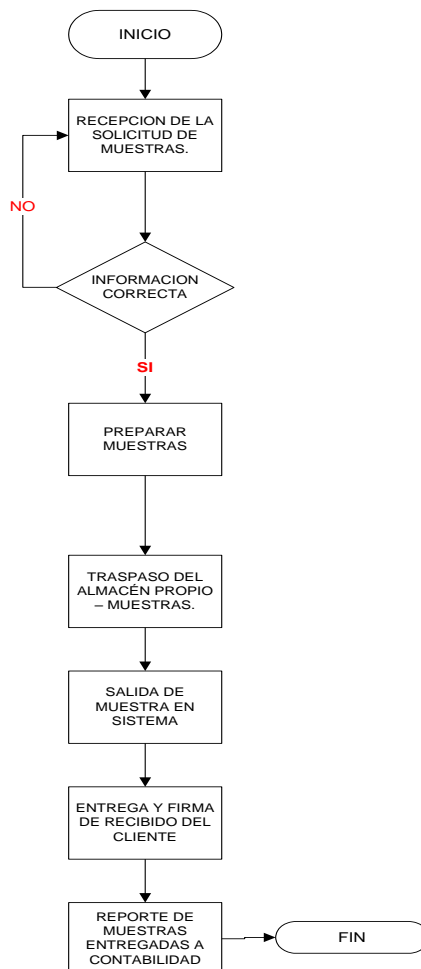 INICIO
RECEPCION DE LA
SOLICITUD DE
MUESTRAS.
NO
INFORMACION
CORRECTA
SI
PREPARAR
MUESTRAS
TRASPASO DEL
ALMACÉN PROPIO
– MUESTRAS.
SALIDA DE
MUESTRA EN
SISTEMA
ENTREGA Y FIRMA
DE RECIBIDO DEL
CLIENTE
REPORTE DE
MUESTRAS
ENTREGADAS A
CONTABILIDAD
FIN